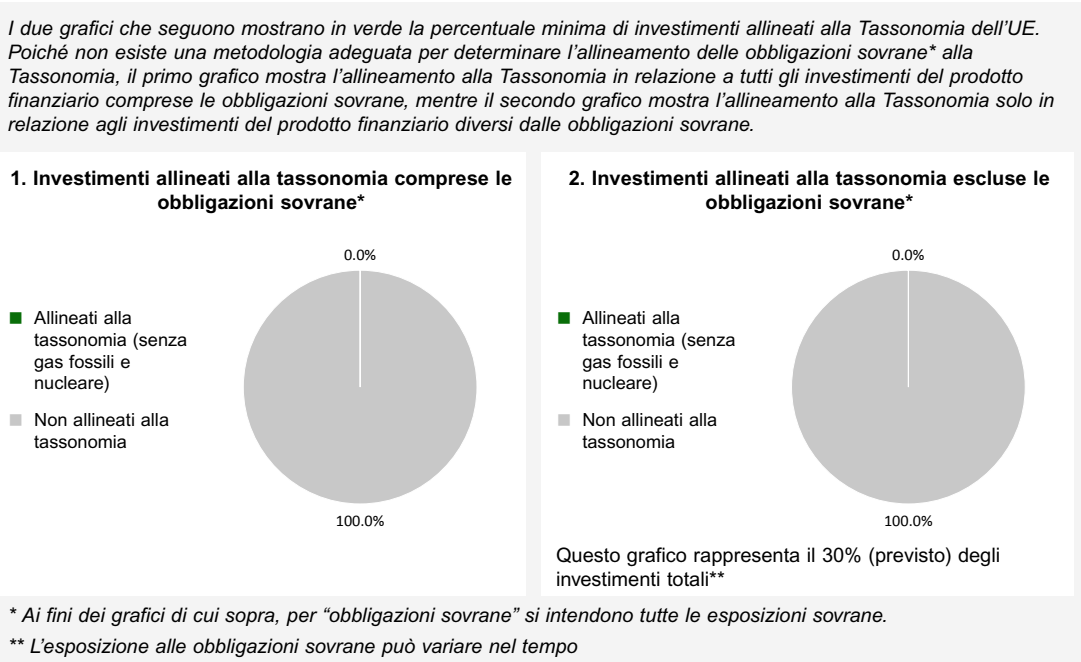 I due grafici che seguono mostrano in verde la percentuale minima di investimenti allineati alla Tassonomia dell’UE.
Poiché non esiste una metodologia adeguata per determinare l’allineamento delle obbligazioni sovrane* alla
Tassonomia, il primo grafico mostra l’allineamento alla Tassonomia in relazione a tutti gli investimenti del prodotto
finanziario comprese le obbligazioni sovrane, mentre il secondo grafico mostra l’allineamento alla Tassonomia solo in
relazione agli investimenti del prodotto finanziario diversi dalle obbligazioni sovrane.
1. Investimenti allineati alla tassonomia comprese le
obbligazioni sovrane*
0.0%
Allineati alla
tassonomia (senza
gas fossili e
nucleare)
Non allineati alla
tassonomia
100.0%
2. Investimenti allineati alla tassonomia escluse le
obbligazioni sovrane*
0.0%
Allineati alla
tassonomia (senza
gas fossili e
nucleare)
Non allineati alla
tassonomia
100.0%
Questo grafico rappresenta il 30% (previsto) degli
investimenti totali**
* Ai fini dei grafici di cui sopra, per “obbligazioni sovrane” si intendono tutte le esposizioni sovrane.
** L’esposizione alle obbligazioni sovrane può variare nel tempo